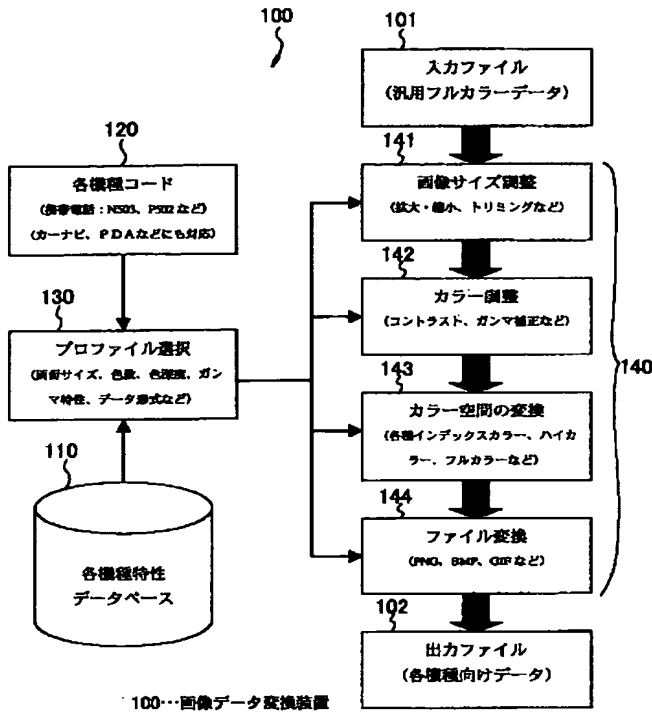 100
101
入力ファイル
(汎用フルカラーデータ)
120
各機種コード
(携帯電話:N503、P502など)
(カーナビ、PDAなどにも対応)
130
プロファイル選択
(画像サイズ、色数、色深度、ガン
マ特性、データ形式など)
110
各機種特性
データベース
141
画像サイズ調整
(拡大・縮小、トリミングなど)
142
カラー調整
(コントラスト、ガンマ補正など)
143
カラー空間の変換
(各種インデックスカラー、ハイカ
ラー、フルカラーなど)
144
ファイル変換
(PNG、BMP、GIFなど)
140
102
出力ファイル
(各機種向けデータ)
100…画像データ変換装置